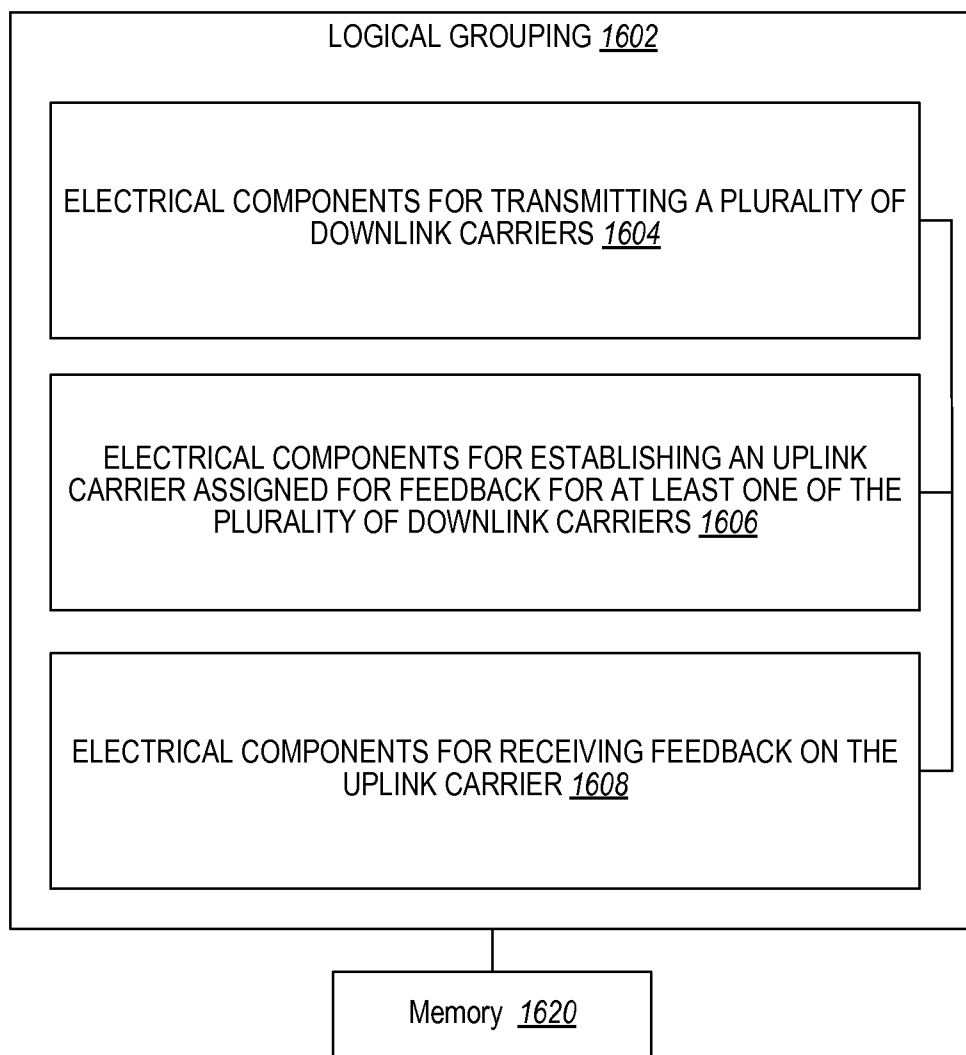 LOGICAL GROUPING 1602
ELECTRICAL COMPONENTS FOR TRANSMITTING A PLURALITY OF
DOWNLINK CARRIERS 1604
ELECTRICAL COMPONENTS FOR ESTABLISHING AN UPLINK
CARRIER ASSIGNED FOR FEEDBACK FOR AT LEAST ONE OF THE
PLURALITY OF DOWNLINK CARRIERS 1606
ELECTRICAL COMPONENTS FOR RECEIVING FEEDBACK ON THE
UPLINK CARRIER 1608
Memory 1620